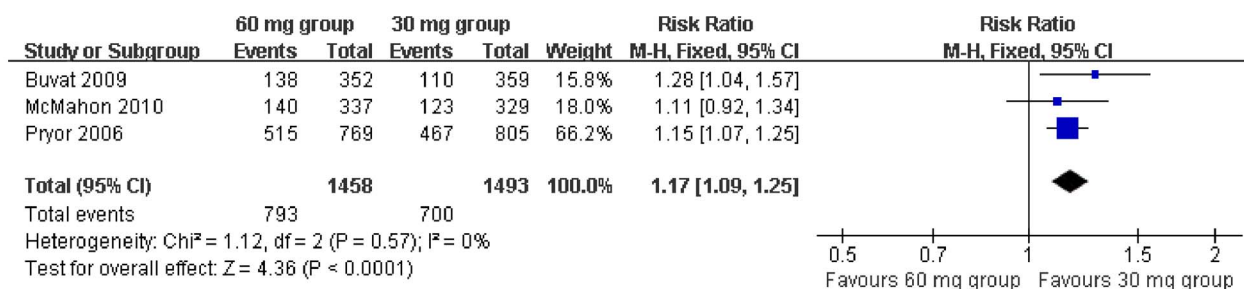 60 mg group 30 mg group Risk Ratio Risk Ratio
Study or Subgroup Events Total Events Total Weight M-H, Fixed, 95% CI M-H, Fixed, 95% CI
Buvat 2009 138 352 110 359 15.8% 1.28 [1.04, 1.57]
McMahon 2010 140 337 123 329 18.0% 1.11 [0.92, 1.34]
Pryor 2006 515 769 467 805 66.2% 1.15 [1.07, 1.25]
Total (95% CI) 1458 1493 100.0% 1.17 [1.09, 1.25]
Total events 793 700
Heterogeneity: Chi² = 1.12, df = 2 (P = 0.57); I² = 0%
Test for overall effect: Z = 4.36 (P < 0.0001)
0.5 0.7 1 1.5 2
Favours 60 mg group Favours 30 mg group